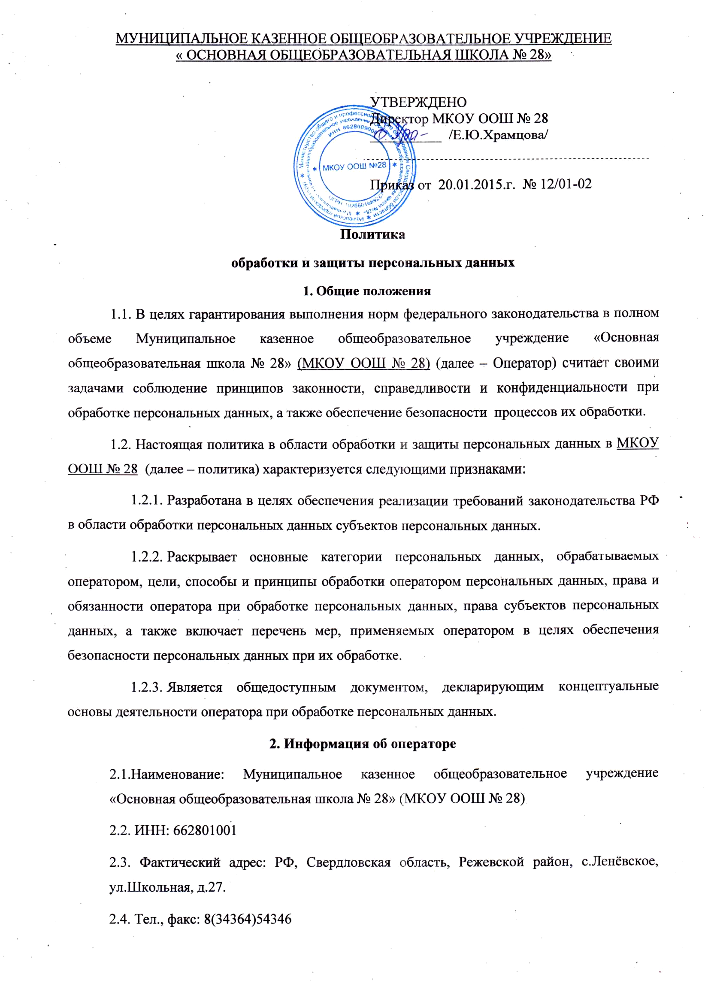 МУНИЦИПАЛЬНОЕ КАЗЕННОЕ ОБЩЕОБРАЗОВАТЕЛЬНОЕ УЧРЕЖДЕНИЕ
« ОСНОВНАЯ ОБЩЕОБРАЗОВАТЕЛЬНАЯ ШКОЛА № 28»
УТВЕРЖДЕНО
Директор МКОУ ООШ № 28
/Е.Ю.Храмцова/
МКОУ ООШ №28
Приказ от 20.01.2015.г. № 12/01-02
Политика
обработки и защиты персональных данных
1. Общие положения
1.1. В целях гарантирования выполнения норм федерального законодательства в полном
объеме Муниципальное казенное общеобразовательное учреждение «Основная
общеобразовательная школа № 28» (МКОУ ООШ № 28) (далее – Оператор) считает своими
задачами соблюдение принципов законности, справедливости и конфиденциальности при
обработке персональных данных, а также обеспечение безопасности процессов их обработки.
1.2. Настоящая политика в области обработки и защиты персональных данных в МКОУ
ООШ № 28 (далее – политика) характеризуется следующими признаками:
1.2.1. Разработана в целях обеспечения реализации требований законодательства РФ
в области обработки персональных данных субъектов персональных данных.
1.2.2. Раскрывает основные категории персональных данных, обрабатываемых
оператором, цели, способы и принципы обработки оператором персональных данных, права и
обязанности оператора при обработке персональных данных, права субъектов персональных
данных, а также включает перечень мер, применяемых оператором в целях обеспечения
безопасности персональных данных при их обработке.
1.2.3. Является общедоступным документом, декларирующим концептуальные
основы деятельности оператора при обработке персональных данных.
2. Информация об операторе
2.1.Наименование: Муниципальное казенное общеобразовательное учреждение
«Основная общеобразовательная школа № 28» (МКОУ ООШ № 28)
2.2. ИНН: 662801001
2.3. Фактический адрес: РФ, Свердловская область, Режевской район, с.Ленёвское,
ул.Школьная, д.27.
2.4. Тел., факс: 8(34364)54346